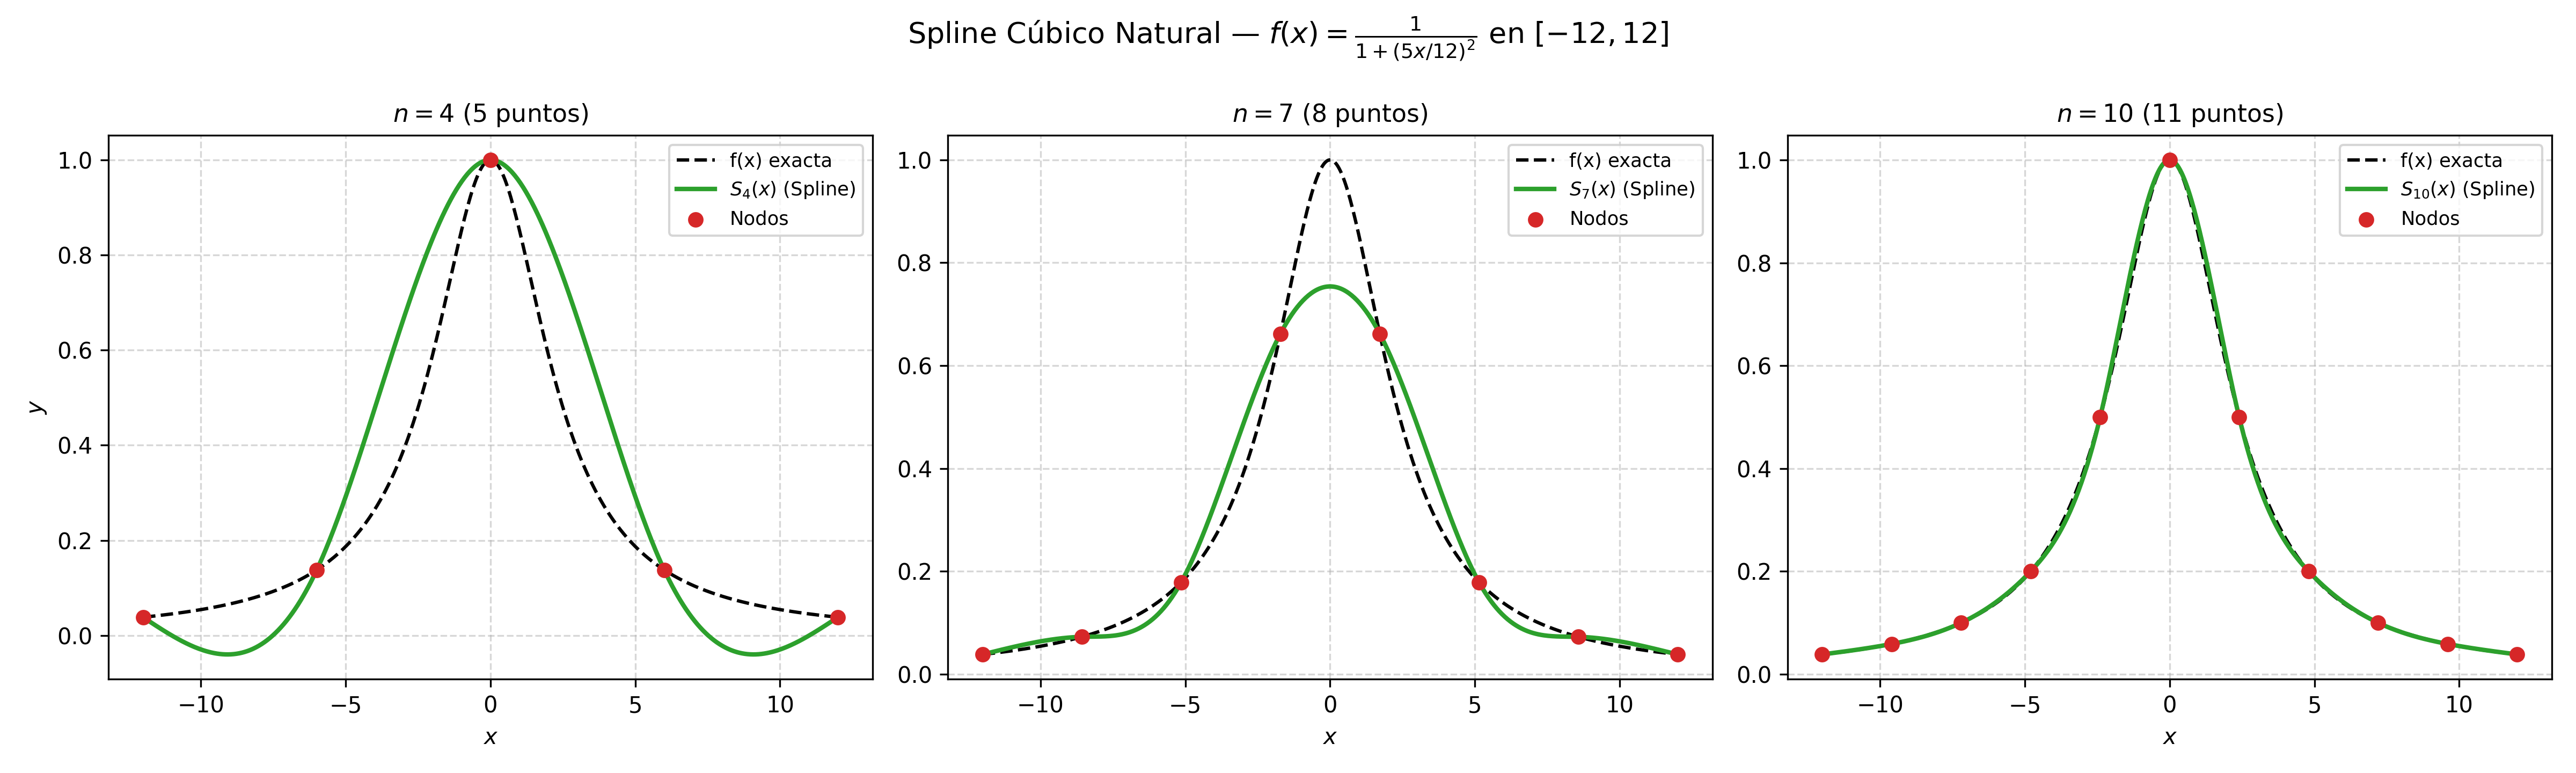 Spline Cúbico Natural — f(x) = 1/(1 + (5x/12)²) en [−12, 12]
n = 4 (5 puntos)
f(x) exacta
S₄(x) (Spline)
Nodos
1.0
0.8
0.6
0.4
0.2
0.0
y
−10 −5 0 5 10
x
n = 7 (8 puntos)
f(x) exacta
S₇(x) (Spline)
Nodos
1.0
0.8
0.6
0.4
0.2
0.0
−10 −5 0 5 10
x
n = 10 (11 puntos)
f(x) exacta
S₁₀(x) (Spline)
Nodos
1.0
0.8
0.6
0.4
0.2
0.0
−10 −5 0 5 10
x